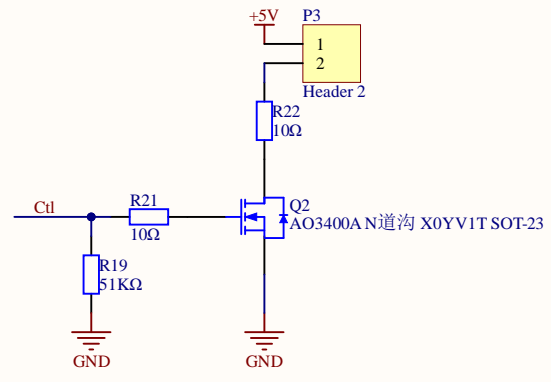 +5V
P3
1
2
Header 2
R22
10Ω
Ctl
R21
10Ω
Q2
AO3400A N道沟 X0YV1T SOT-23
R19
51KΩ
GND
GND